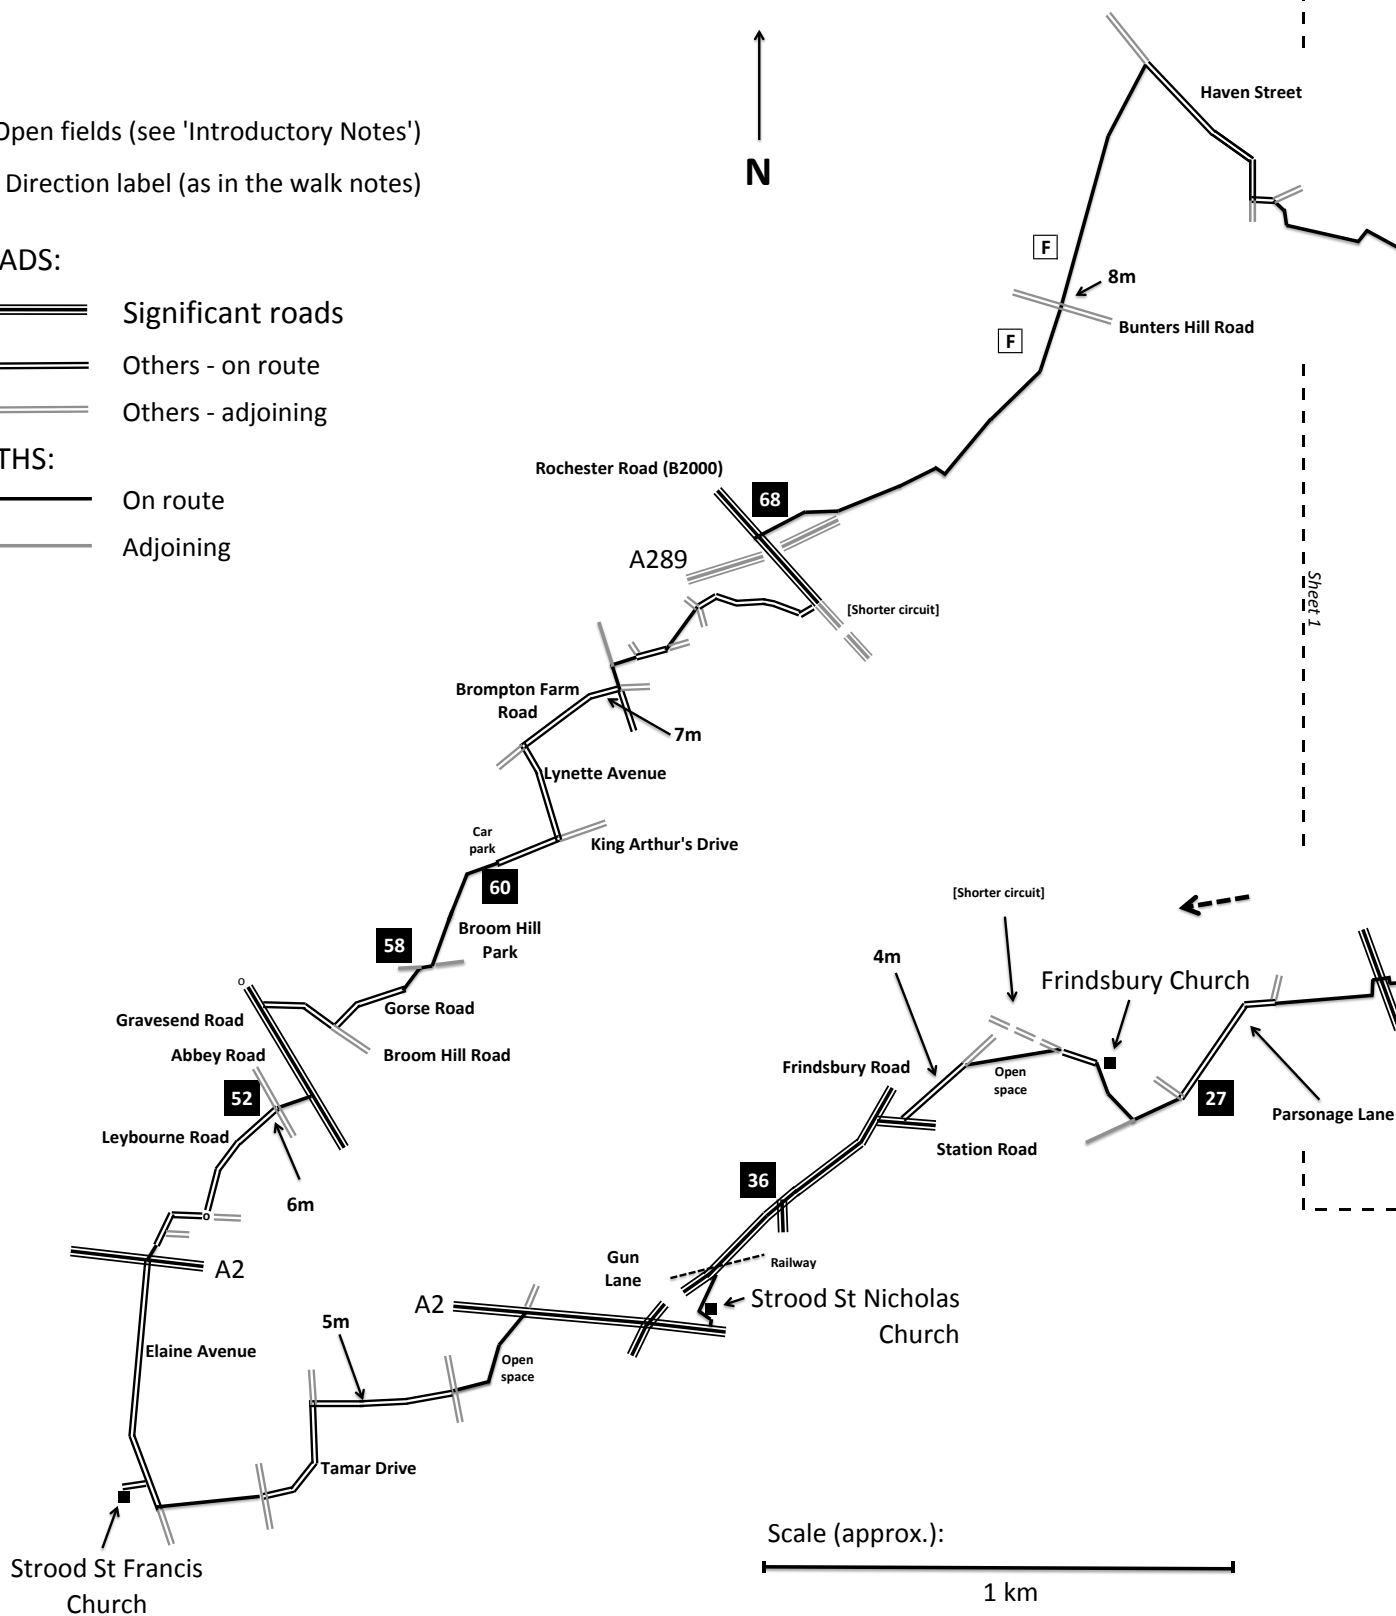 Open fields (see 'Introductory Notes')
Direction label (as in the walk notes)
ADS:
Significant roads
Others - on route
Others - adjoining
THS:
On route
Adjoining
N
Haven Street
F
8m
Bunters Hill Road
F
Rochester Road (B2000)
68
A289
[Shorter circuit]
Sheet 1
Brompton Farm
Road
7m
Lynette Avenue
Car
park
King Arthur's Drive
60
Broom Hill
Park
58
Gorse Road
o
Gravesend Road
Abbey Road
Broom Hill Road
52
Leybourne Road
6m
o
A2
Elaine Avenue
5m
Tamar Drive
Strood St Francis
Church
A2
Open
space
Gun
Lane
Railway
Strood St Nicholas
Church
36
Frindsbury Road
Station Road
4m
[Shorter circuit]
Open
space
Frindsbury Church
27
Parsonage Lane
Scale (approx.):
1 km